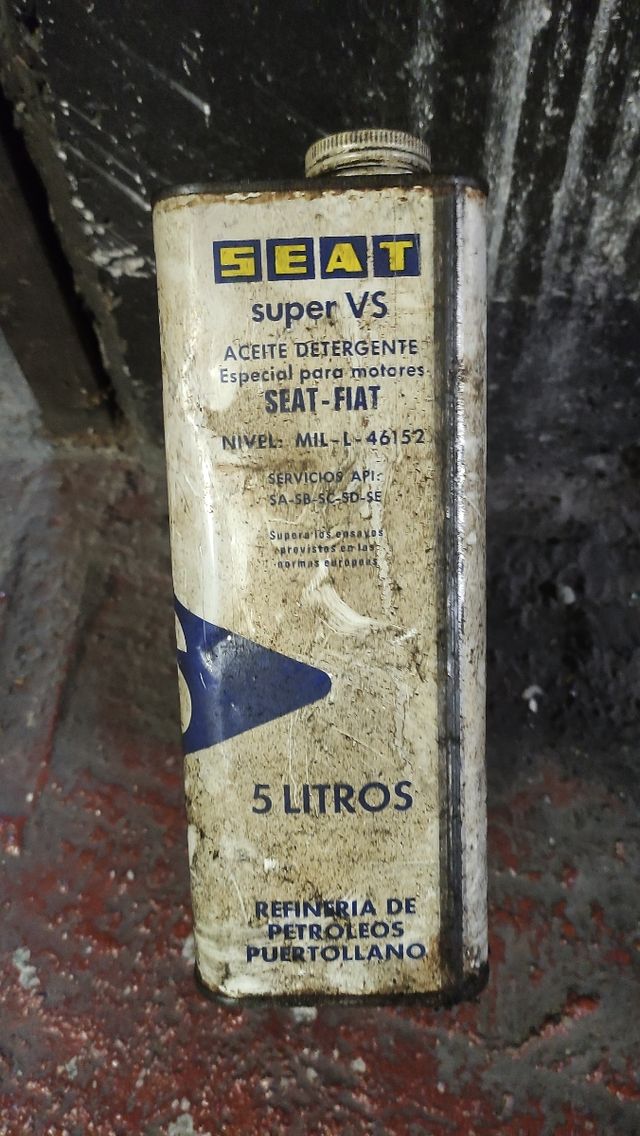 SEAT
super VS
ACEITE DETERGENTE
Especial para motores
SEAT-FIAT
NIVEL: MIL-L-46152
SERVICIOS API:
SA-SB-SC-SD-SE
Supera los ensayos
previstos en las
normas europeas
5 LITROS
REFINERIA DE
PETROLEOS
PUERTOLLANO